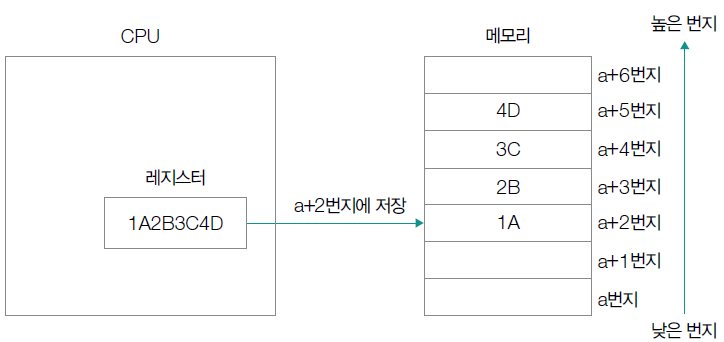 높은 번지
CPU
메모리
a+6번지
4D
a+5번지
3C
a+4번지
레지스터
2B
a+3번지
1A2B3C4D
a+2번지에 저장
1A
a+2번지
a+1번지
a번지
낮은 번지